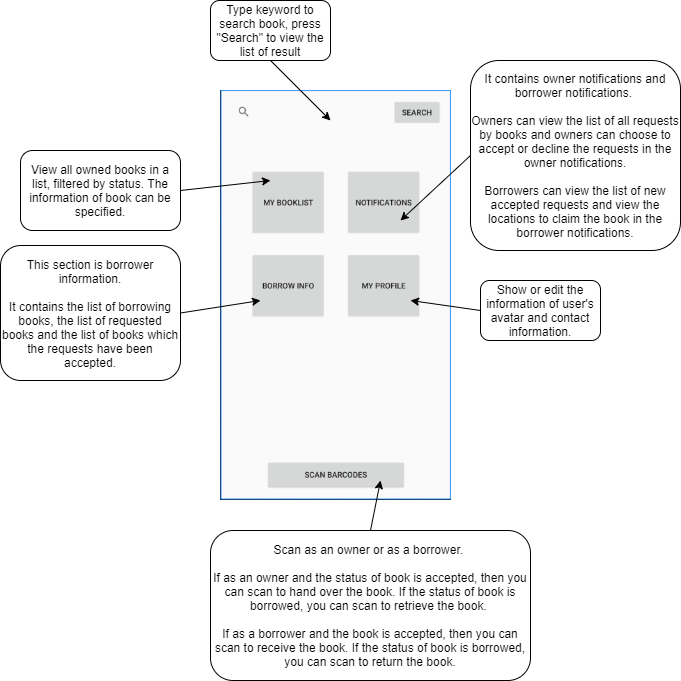 Type keyword to
search book, press
"Search" to view the
list of result
SEARCH
It contains owner notifications and
borrower notifications.
Owners can view the list of all requests
by books and owners can choose to
accept or decline the requests in the
owner notifications.
Borrowers can view the list of new
accepted requests and view the
locations to claim the book in the
borrower notifications.
View all owned books in a
list, filtered by status. The
information of book can be
specified.
MY BOOKLIST
NOTIFICATIONS
This section is borrower
information.
It contains the list of borrowing
books, the list of requested
books and the list of books which
the requests have been
accepted.
BORROW INFO
MY PROFILE
Show or edit the
information of user's
avatar and contact
information.
SCAN BARCODES
Scan as an owner or as a borrower.
If as an owner and the status of book is accepted, then you
can scan to hand over the book. If the status of book is
borrowed, you can scan to retrieve the book.
If as a borrower and the book is accepted, then you can
scan to receive the book. If the status of book is borrowed,
you can scan to return the book.